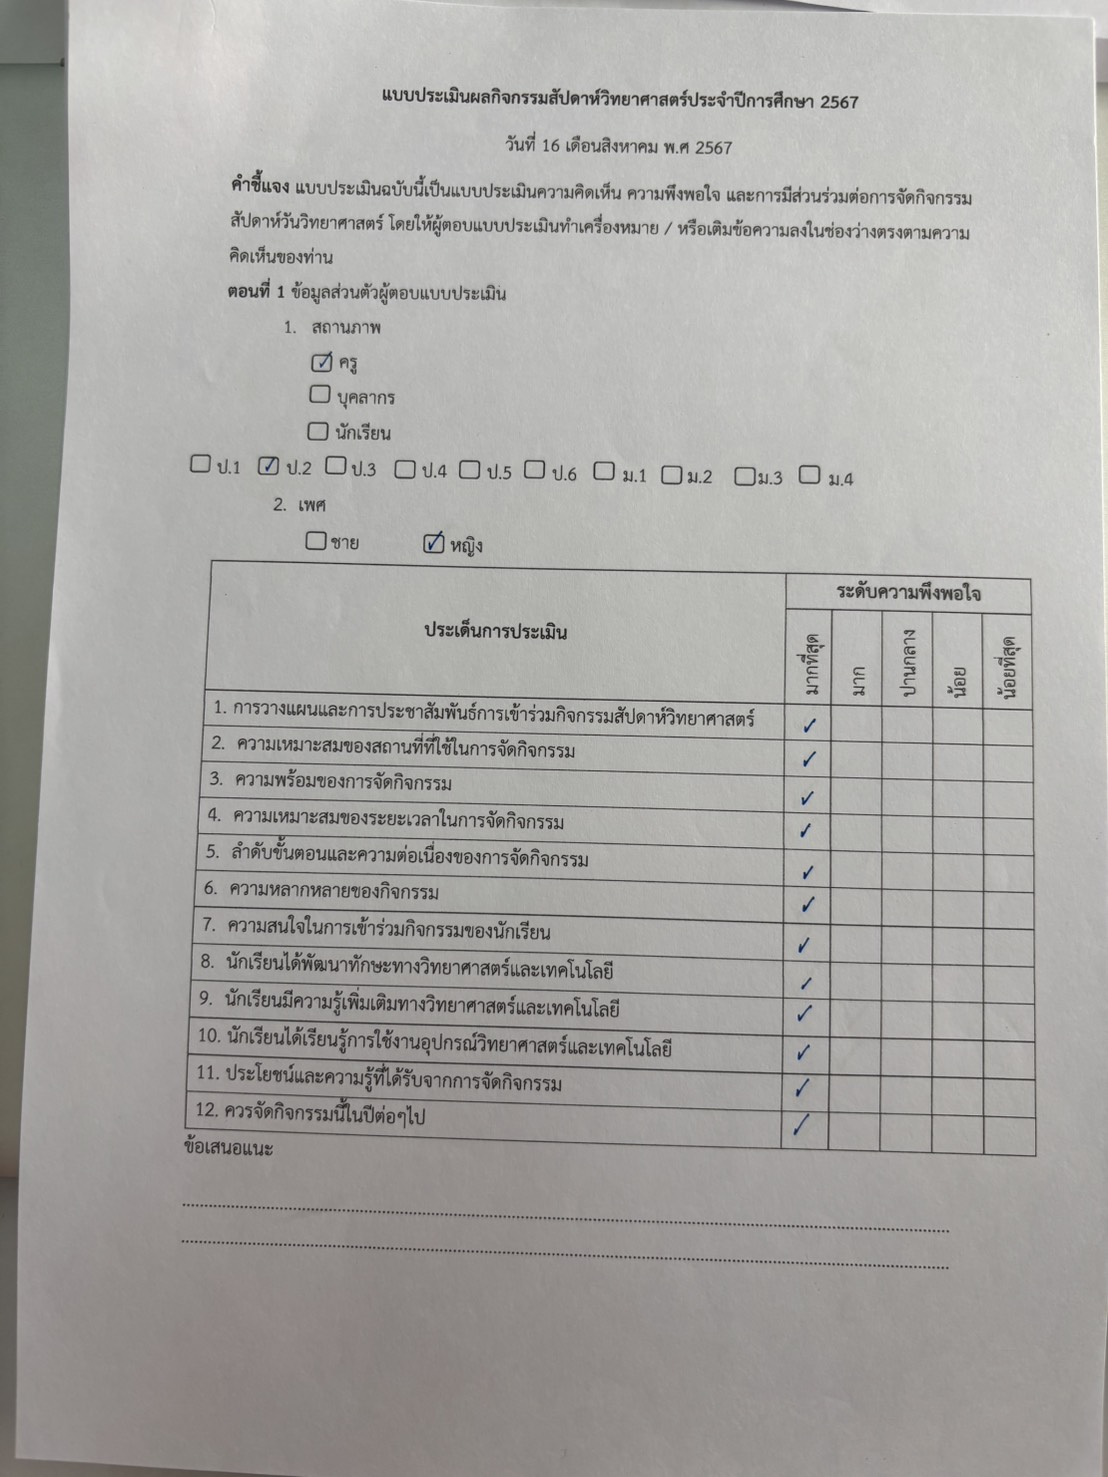 แบบประเมินผลกิจกรรมสัปดาห์วิทยาศาสตร์ประจำปีการศึกษา 2567
วันที่ 16 เดือนสิงหาคม พ.ศ 2567
คำชี้แจง แบบประเมินฉบับนี้เป็นแบบประเมินความคิดเห็น ความพึงพอใจ และการมีส่วนร่วมต่อการจัดกิจกรรม
สัปดาห์วันวิทยาศาสตร์ โดยให้ผู้ตอบแบบประเมินทำเครื่องหมาย / หรือเติมข้อความลงในช่องว่างตรงตามความ
คิดเห็นของท่าน
ตอนที่ 1 ข้อมูลส่วนตัวผู้ตอบแบบประเมิน
1. สถานภาพ
☑ ครู
☐ บุคลากร
☐ นักเรียน
☐ ป.1 ☑ ป.2 ☐ ป.3 ☐ ป.4 ☐ ป.5 ☐ ป.6 ☐ ม.1 ☐ ม.2 ☐ ม.3 ☐ ม.4
2. เพศ
☐ ชาย ☑ หญิง
ประเด็นการประเมิน ระดับความพึงพอใจ
มากที่สุด มาก ปานกลาง น้อย น้อยที่สุด
1. การวางแผนและการประชาสัมพันธ์การเข้าร่วมกิจกรรมสัปดาห์วิทยาศาสตร์ ✓
2. ความเหมาะสมของสถานที่ที่ใช้ในการจัดกิจกรรม ✓
3. ความพร้อมของการจัดกิจกรรม ✓
4. ความเหมาะสมของระยะเวลาในการจัดกิจกรรม ✓
5. ลำดับขั้นตอนและความต่อเนื่องของการจัดกิจกรรม ✓
6. ความหลากหลายของกิจกรรม ✓
7. ความสนใจในการเข้าร่วมกิจกรรมของนักเรียน ✓
8. นักเรียนได้พัฒนาทักษะทางวิทยาศาสตร์และเทคโนโลยี ✓
9. นักเรียนมีความรู้เพิ่มเติมทางวิทยาศาสตร์และเทคโนโลยี ✓
10. นักเรียนได้เรียนรู้การใช้งานอุปกรณ์วิทยาศาสตร์และเทคโนโลยี ✓
11. ประโยชน์และความรู้ที่ได้รับจากการจัดกิจกรรม ✓
12. ควรจัดกิจกรรมนี้ในปีต่อๆไป ✓
ข้อเสนอแนะ